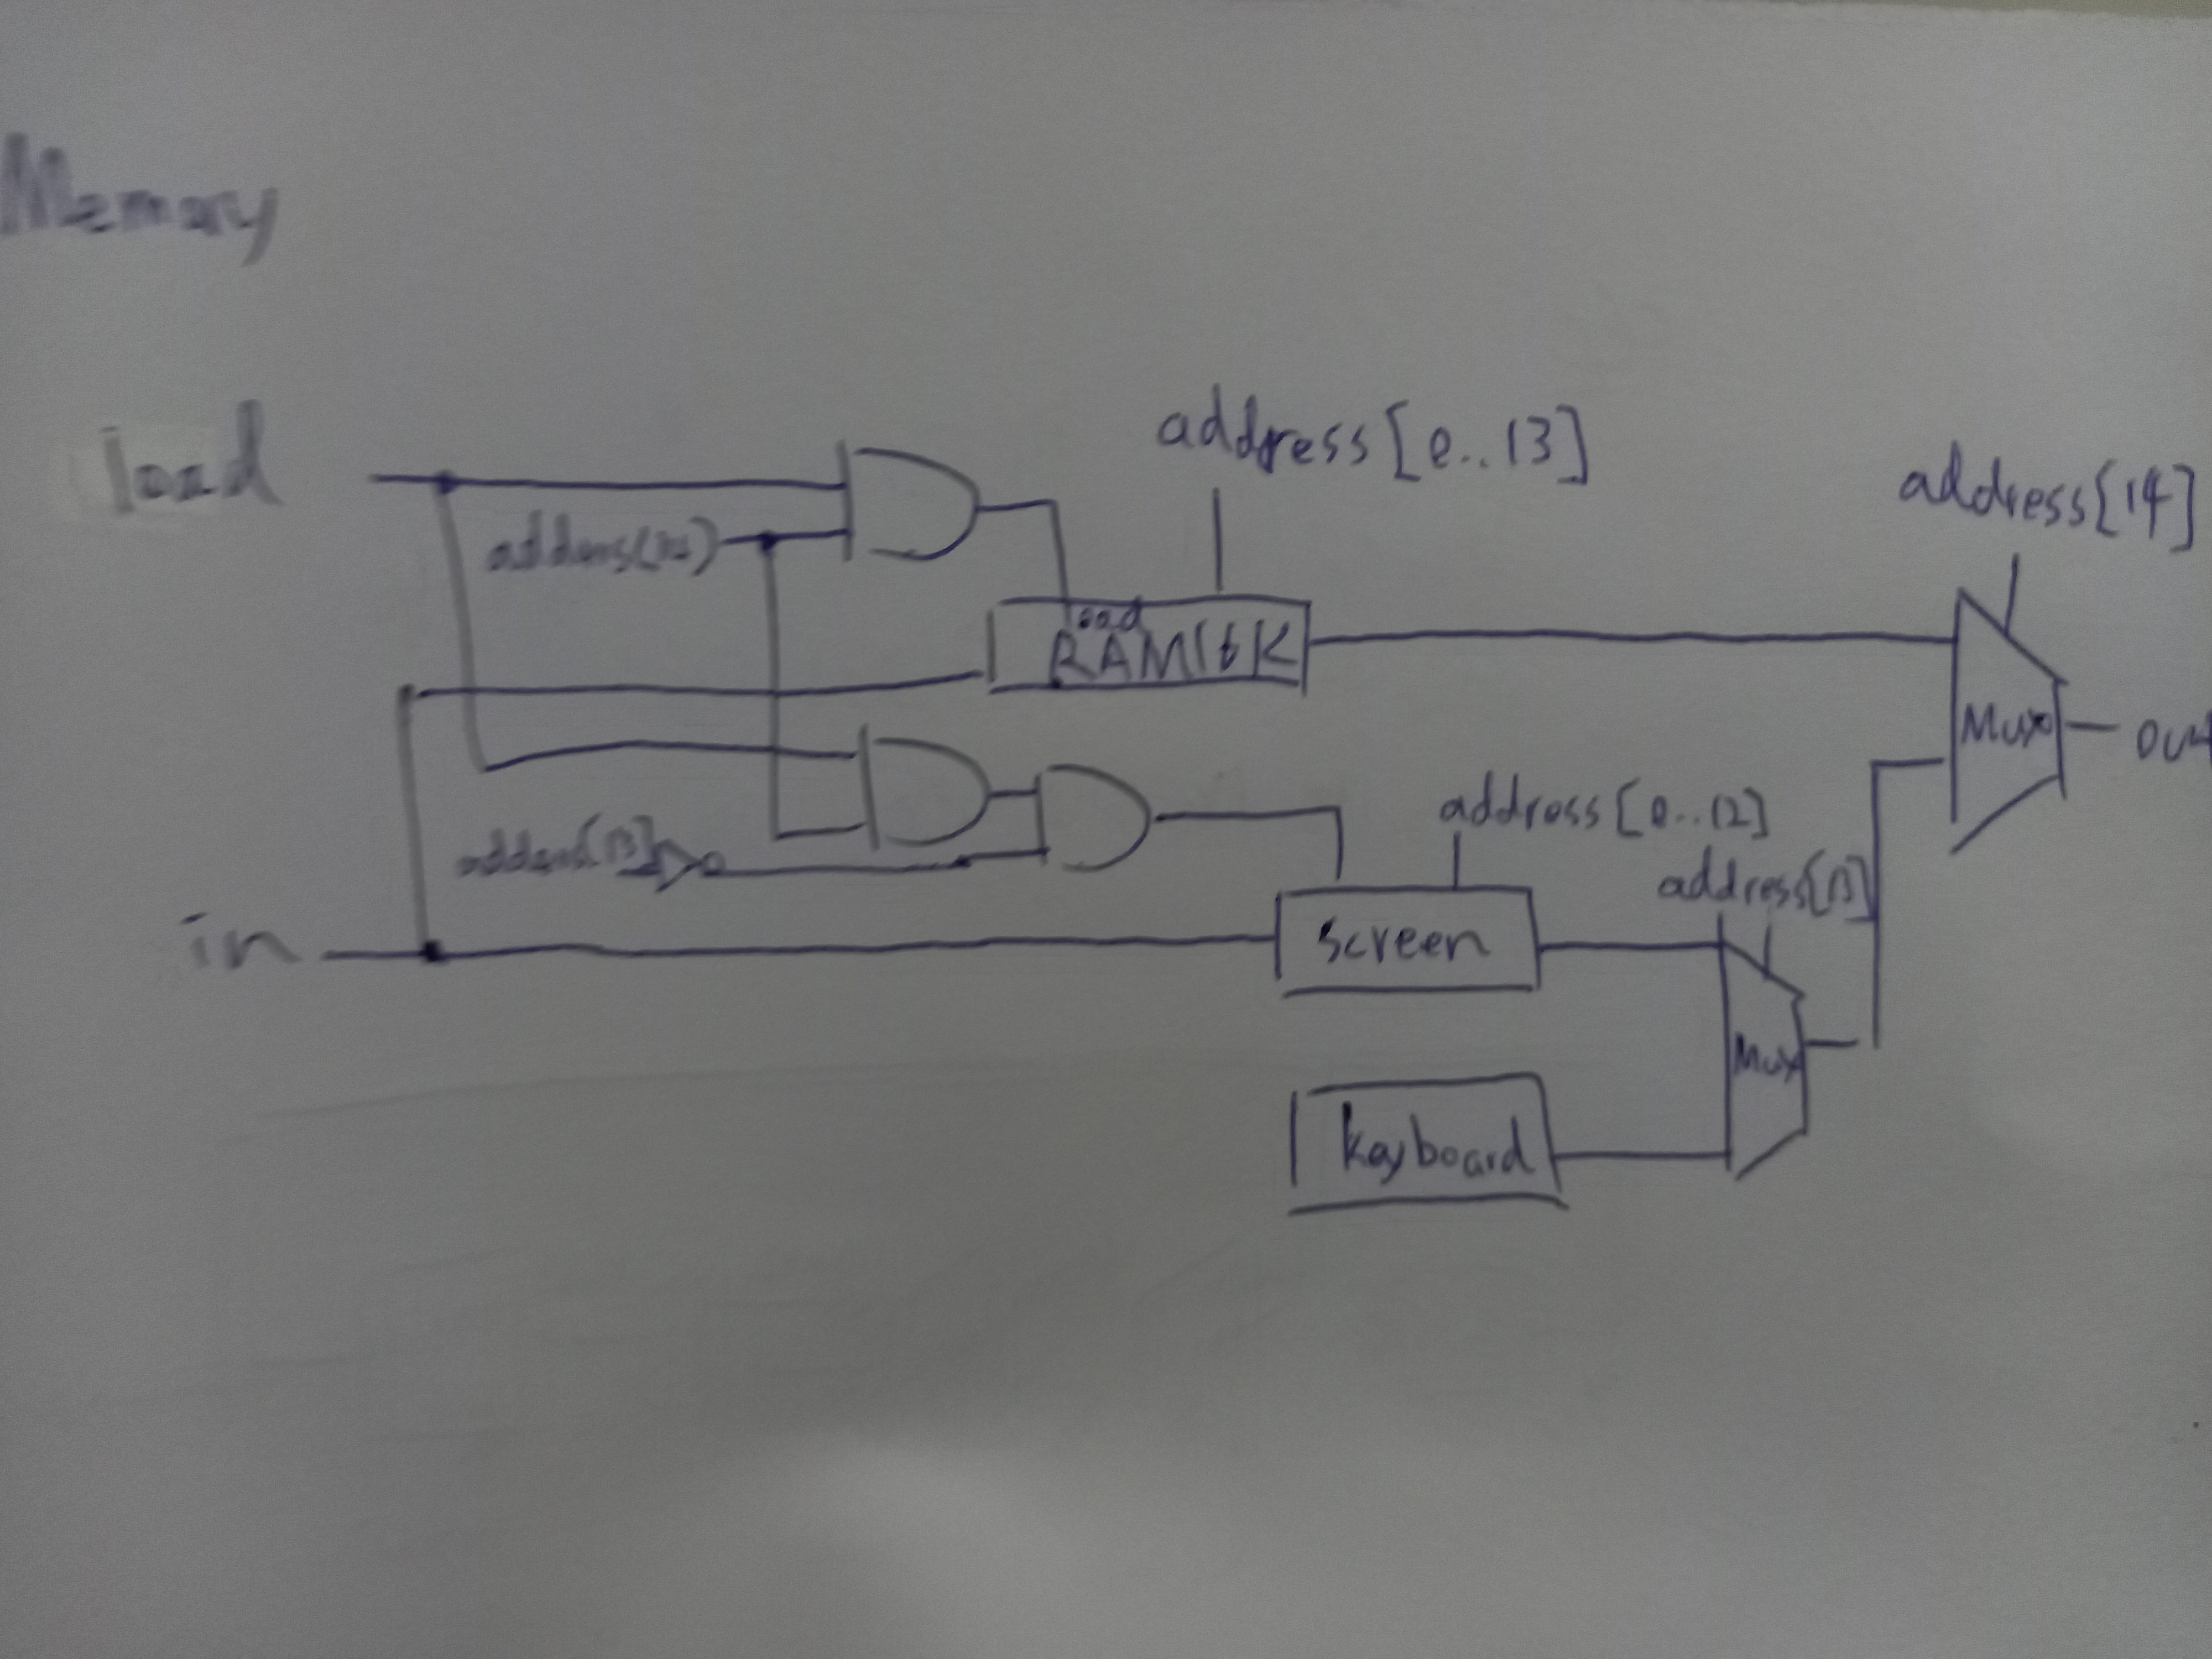 Memory
load
address[0..13]
address[14]
address[14]
load
RAM16K
Mux
out
address[0..12]
address[13]
address[13]
in
screen
Mux
keyboard